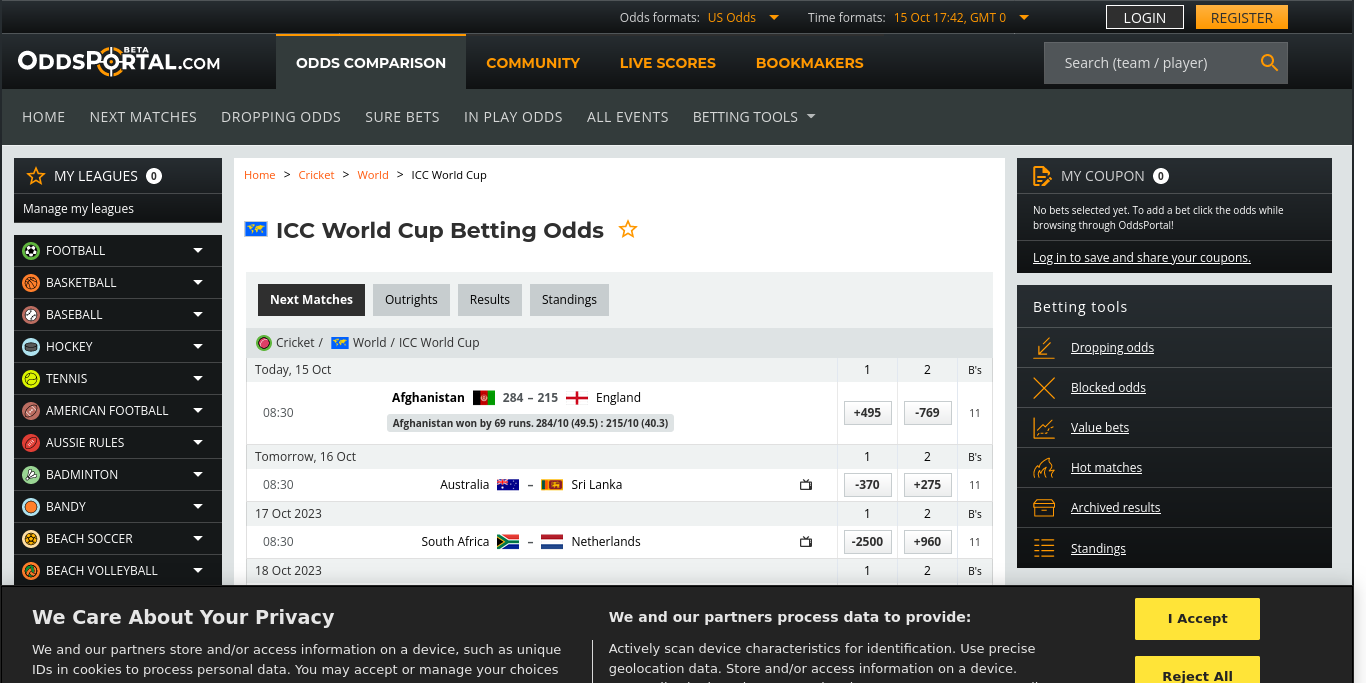 Odds formats: US Odds Time formats: 15 Oct 17:42, GMT 0 LOGIN REGISTER
ODDSPORTAL.COM BETA ODDS COMPARISON COMMUNITY LIVE SCORES BOOKMAKERS Search (team / player)
HOME NEXT MATCHES DROPPING ODDS SURE BETS IN PLAY ODDS ALL EVENTS BETTING TOOLS
MY LEAGUES 0
Manage my leagues
FOOTBALL
BASKETBALL
BASEBALL
HOCKEY
TENNIS
AMERICAN FOOTBALL
AUSSIE RULES
BADMINTON
BANDY
BEACH SOCCER
BEACH VOLLEYBALL
Home > Cricket > World > ICC World Cup
ICC World Cup Betting Odds
Next Matches Outrights Results Standings
Cricket / World / ICC World Cup
Today, 15 Oct 1 2 B's
08:30 Afghanistan 284 – 215 England +495 -769 11
Afghanistan won by 69 runs. 284/10 (49.5) : 215/10 (40.3)
Tomorrow, 16 Oct 1 2 B's
08:30 Australia – Sri Lanka -370 +275 11
17 Oct 2023 1 2 B's
08:30 South Africa – Netherlands -2500 +960 11
18 Oct 2023 1 2 B's
MY COUPON 0
No bets selected yet. To add a bet click the odds while
browsing through OddsPortal!
Log in to save and share your coupons.
Betting tools
Dropping odds
Blocked odds
Value bets
Hot matches
Archived results
Standings
We Care About Your Privacy
We and our partners store and/or access information on a device, such as unique
IDs in cookies to process personal data. You may accept or manage your choices
We and our partners process data to provide:
Actively scan device characteristics for identification. Use precise
geolocation data. Store and/or access information on a device.
I Accept
Reject All